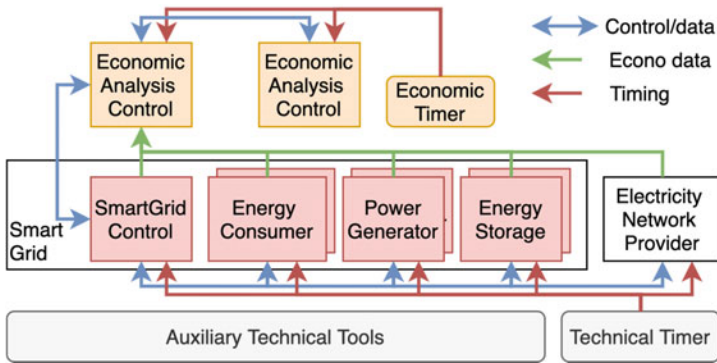 Economic
Analysis
Control
Economic
Analysis
Control
Economic
Timer
Control/data
Econo data
Timing
Smart
Grid
SmartGrid
Control
Energy
Consumer
Power
Generator
Energy
Storage
Electricity
Network
Provider
Auxiliary Technical Tools
Technical Timer